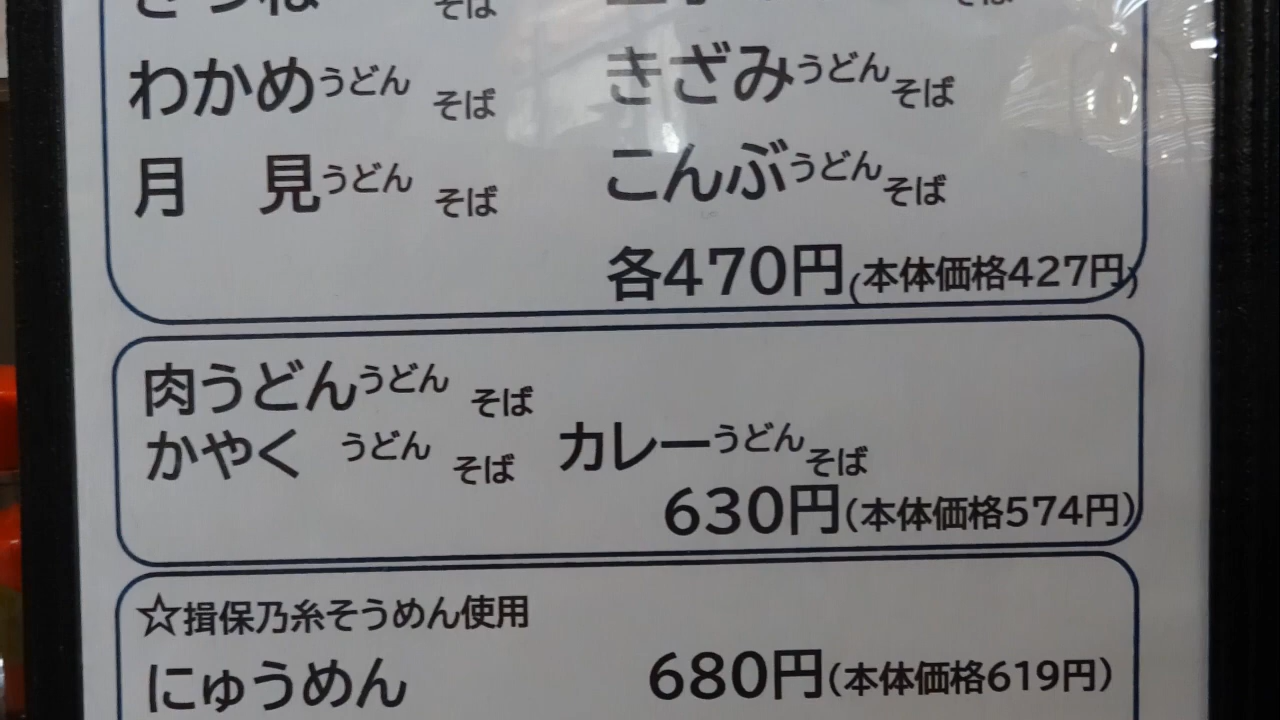 そば
わかめうどん そば きざみうどんそば
月 見うどん そば こんぶうどんそば
各470円(本体価格427円)
肉うどんうどん そば
かやく うどん そば カレーうどんそば
630円(本体価格574円)
☆揖保乃糸そうめん使用
にゅうめん 680円(本体価格619円)